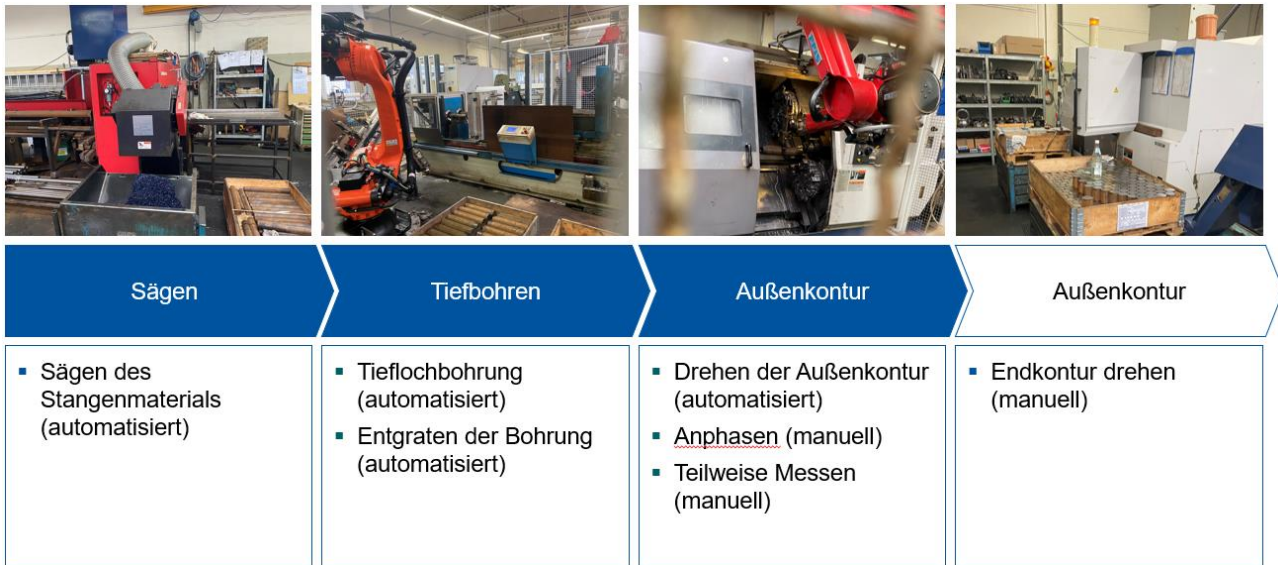 Sägen
Tiefbohren
Außenkontur
Außenkontur
Sägen des
Stangenmaterials
(automatisiert)
Tieflochbohrung
(automatisiert)
Entgraten der Bohrung
(automatisiert)
Drehen der Außenkontur
(automatisiert)
Anphasen (manuell)
Teilweise Messen
(manuell)
Endkontur drehen
(manuell)